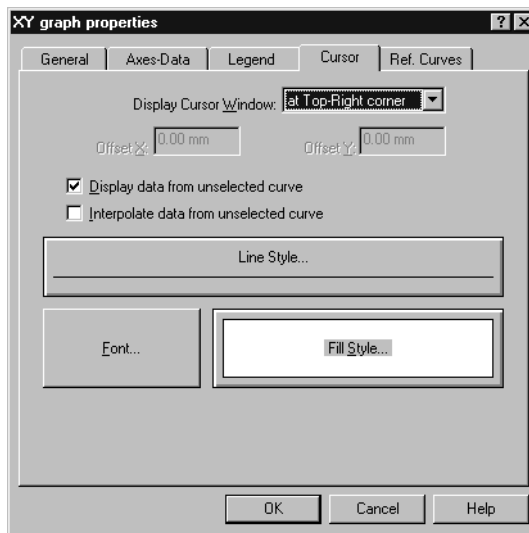 XY graph properties
General Axes-Data Legend Cursor Ref. Curves
Display Cursor Window: at Top-Right corner
Offset X: 0.00 mm Offset Y: 0.00 mm
Display data from unselected curve
Interpolate data from unselected curve
Line Style...
Font... Fill Style...
OK Cancel Help